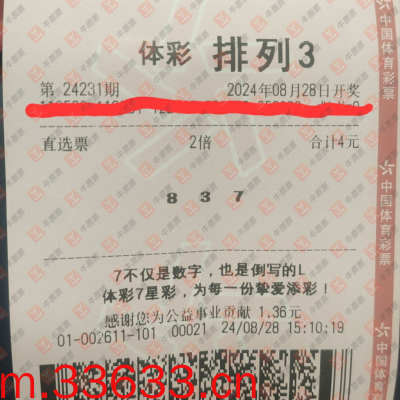 体彩 排列3
第 24231期 2024年08月28日开奖
直选票 2倍 合计4元
8 3 7
7不仅是数字，也是倒写的L
体彩7星彩，为每一份挚爱添彩！
感谢您为公益事业贡献 1.36元
01-002611-101 00021 24/08/28 15:10:19
m.33633.cn
中国体育彩票
中国体育彩票
中国体育彩票